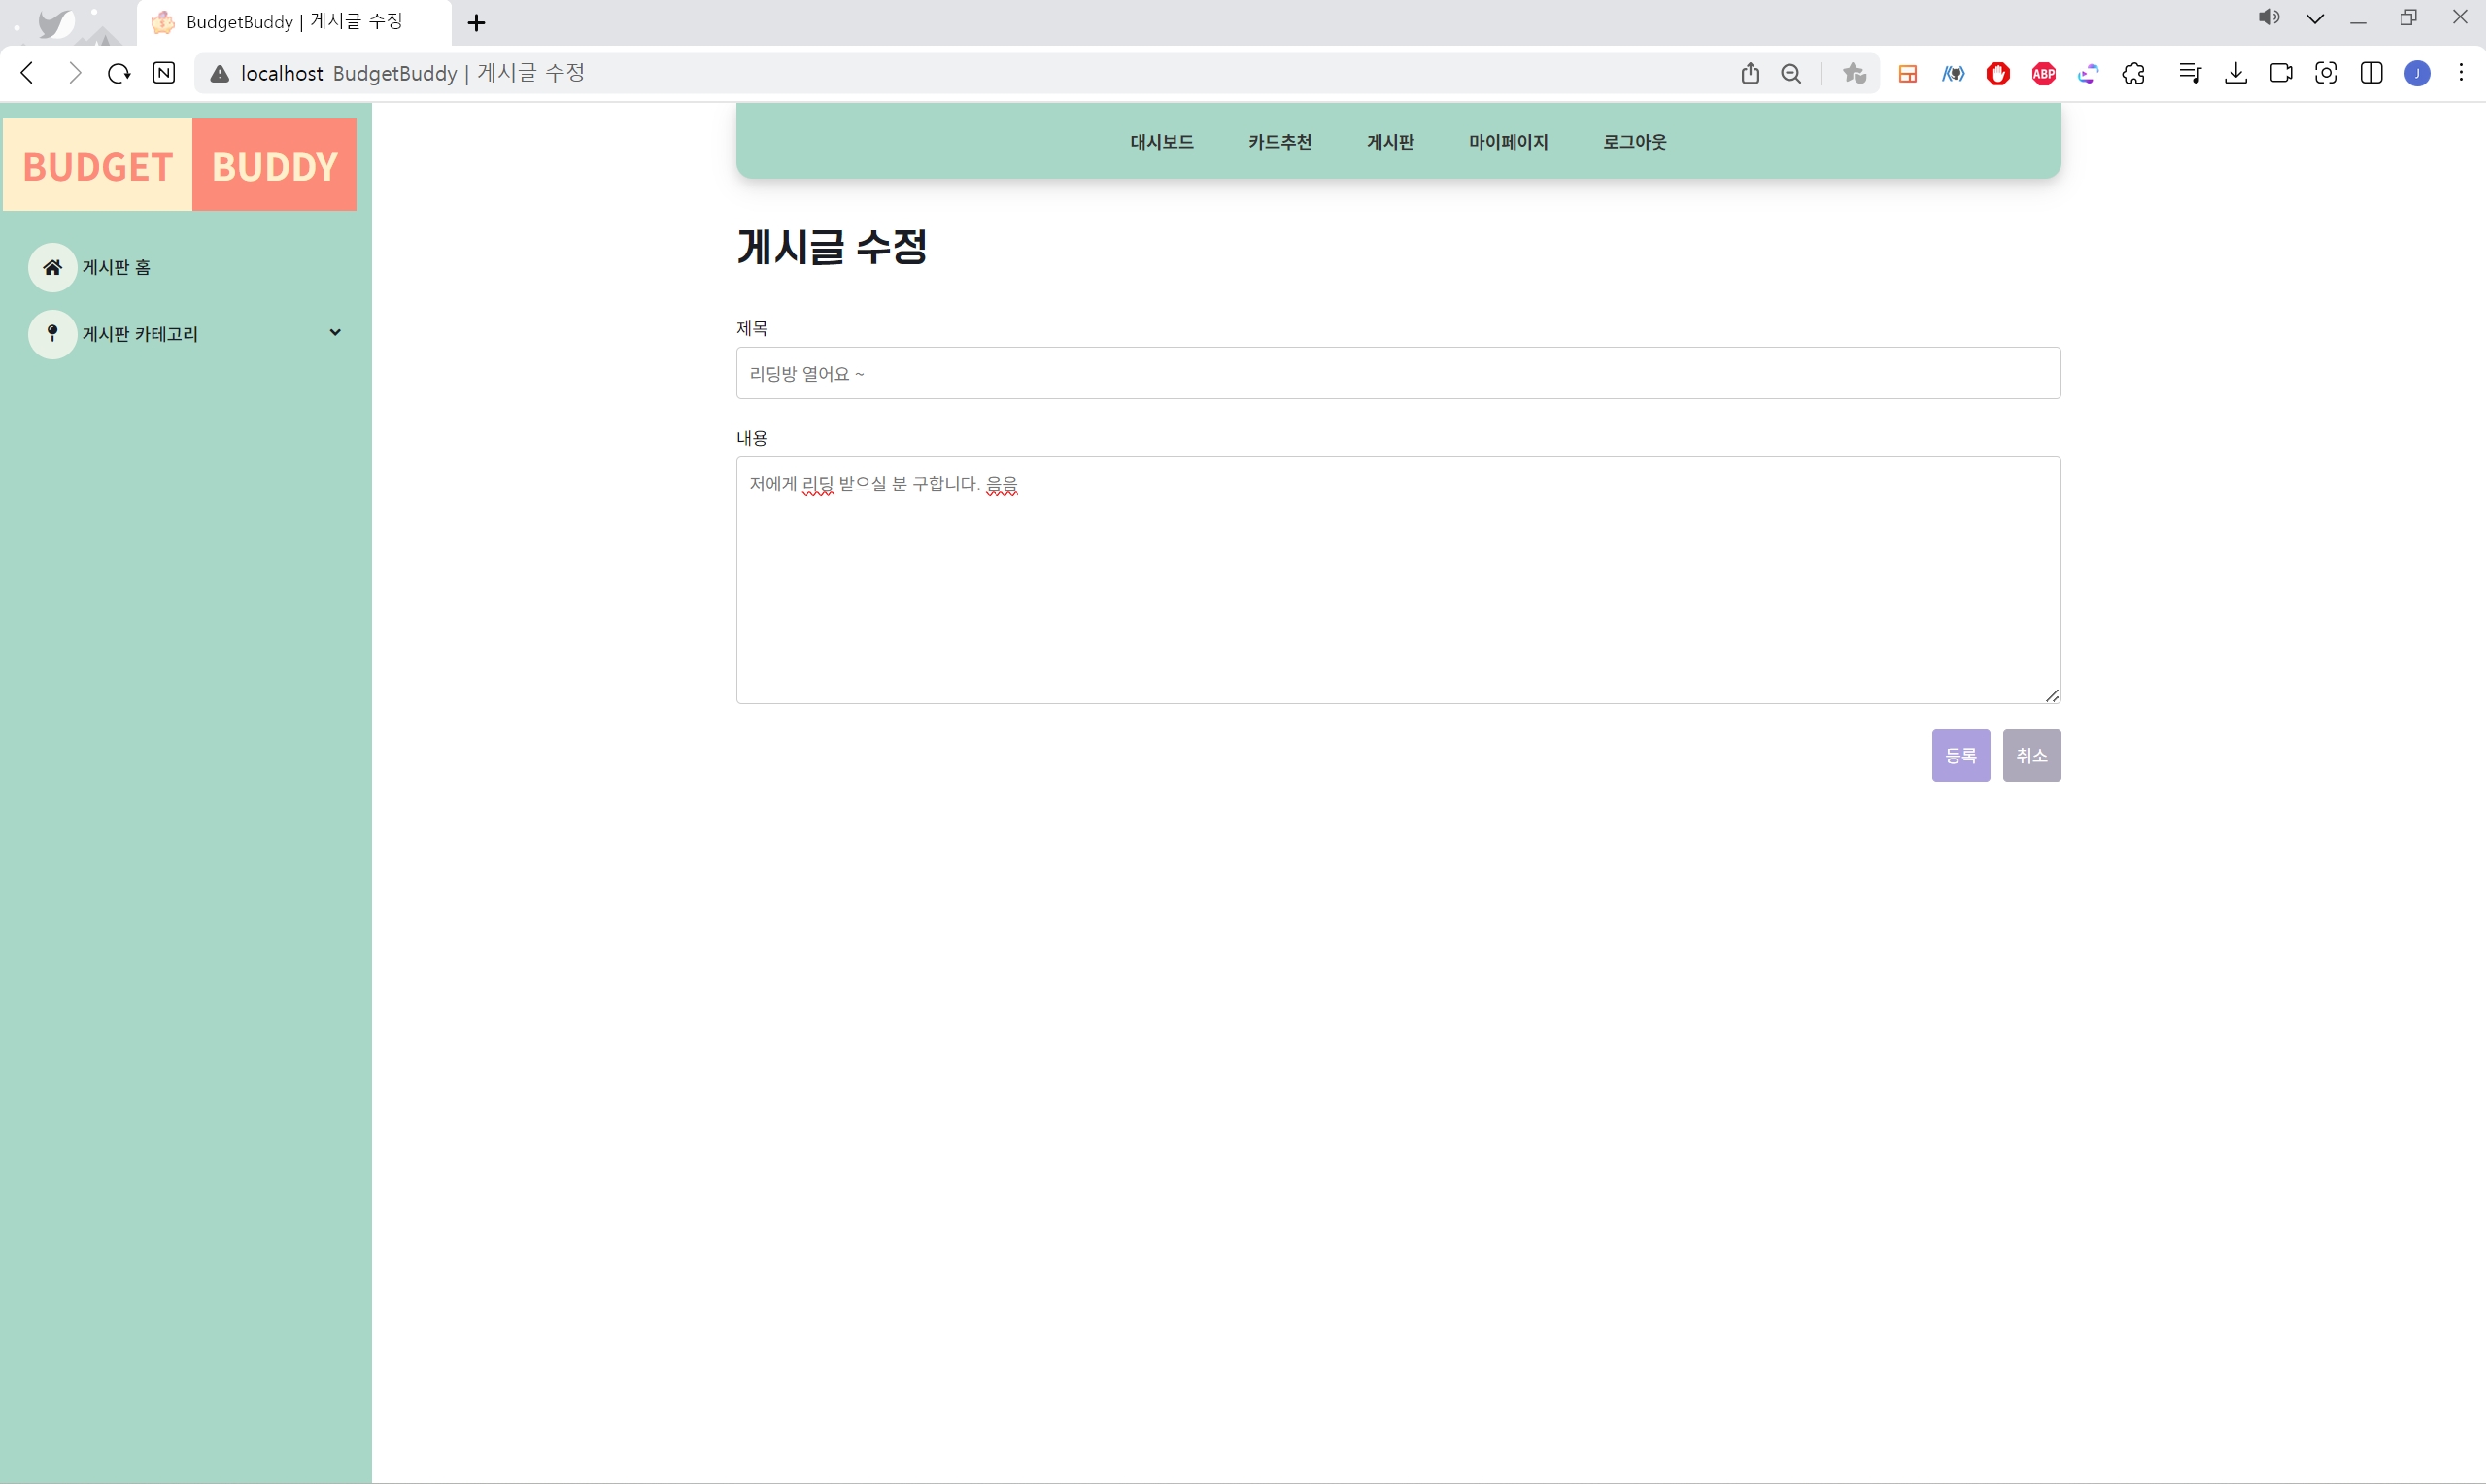 BudgetBuddy | 게시글 수정
N
localhost BudgetBuddy | 게시글 수정
ABP
J
BUDGET BUDDY
대시보드 카드추천 게시판 마이페이지 로그아웃
게시판 홈
게시판 카테고리
게시글 수정
제목
리딩방 열어요 ~
내용
저에게 리딩 받으실 분 구합니다. 음음
등록 취소